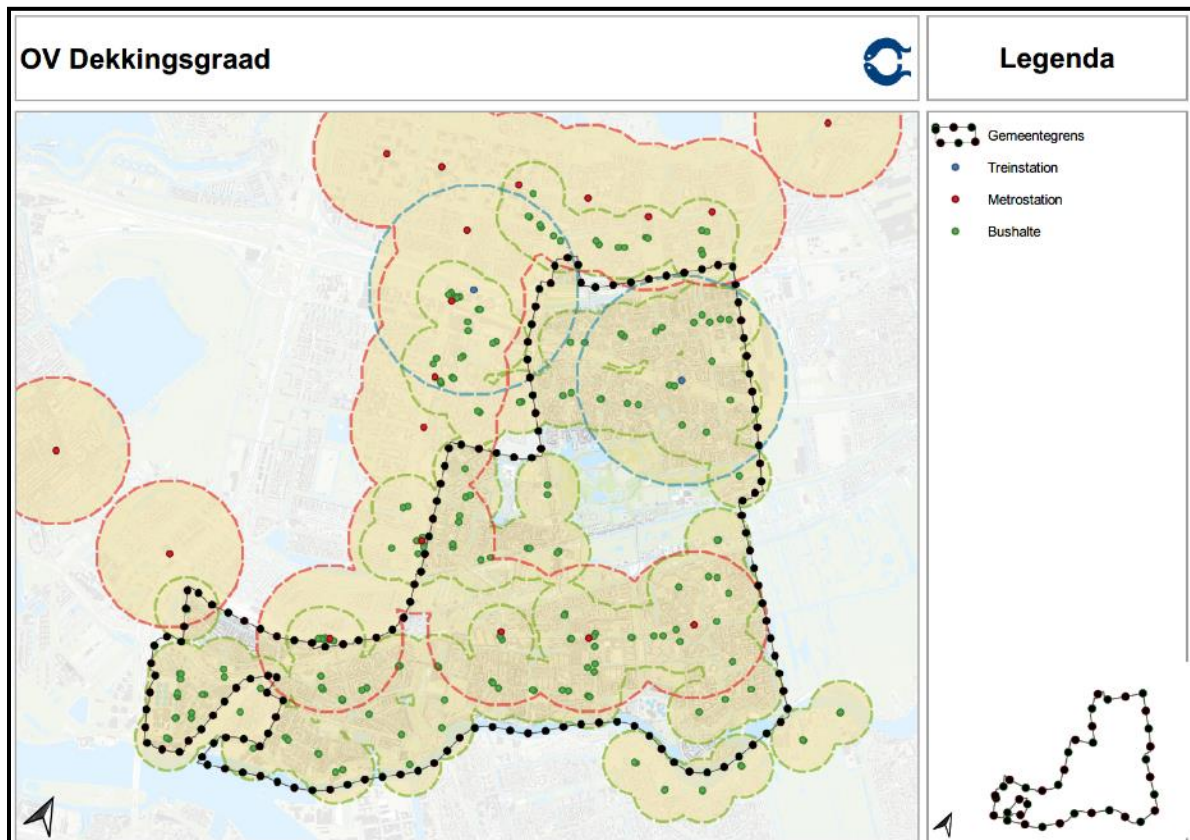 OV Dekkingsgraad
Legenda
Gemeentegrens
Treinstation
Metrostation
Bushalte